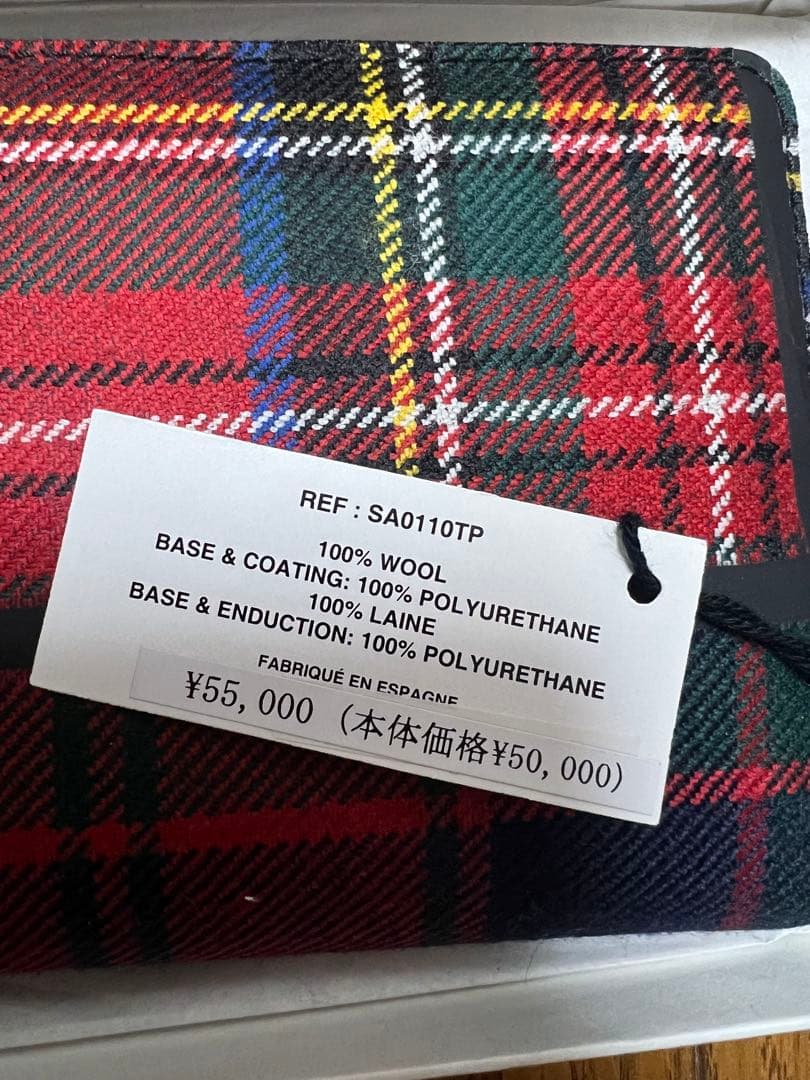 REF : SA0110TP
100% WOOL
BASE & COATING: 100% POLYURETHANE
100% LAINE
BASE & ENDUCTION: 100% POLYURETHANE
FABRIQUÉ EN ESPAGNE
¥55,000 (本体価格¥50,000)